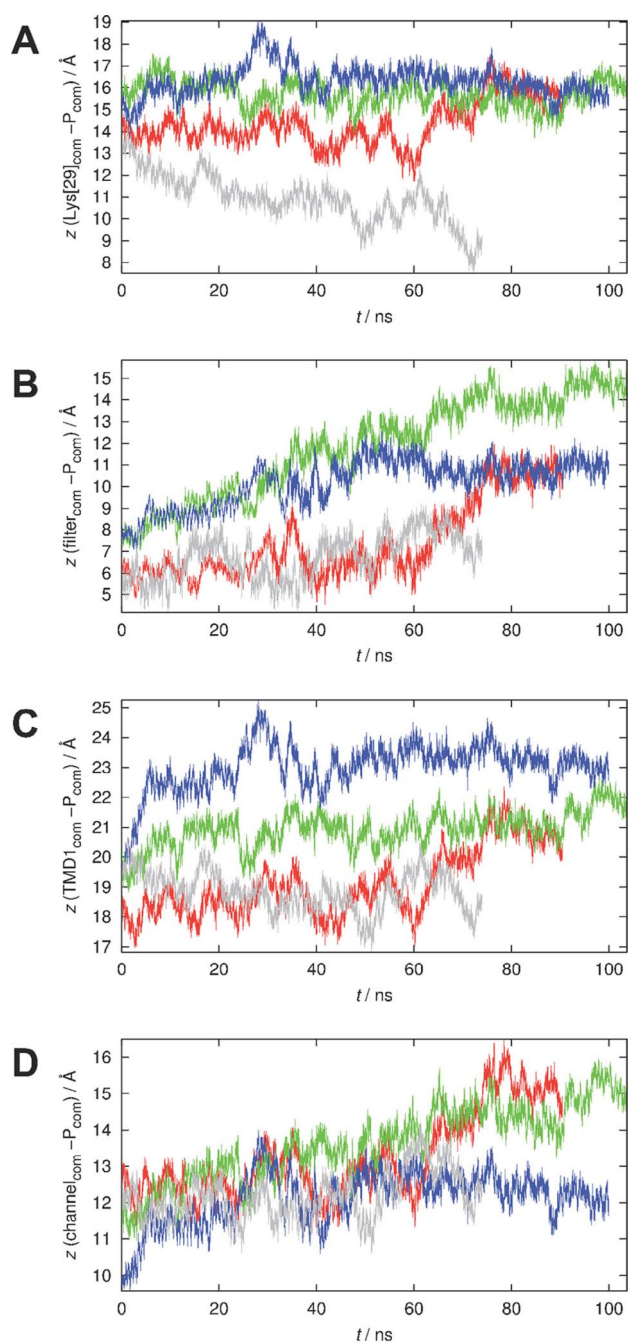 A
z (Lys[29]com −Pcom) / Å
19
18
17
16
15
14
13
12
11
10
9
8
0 20 40 60 80 100
t / ns
B
z (filtercom −Pcom) / Å
15
14
13
12
11
10
9
8
7
6
5
0 20 40 60 80 100
t / ns
C
z (TMD1com −Pcom) / Å
25
24
23
22
21
20
19
18
17
0 20 40 60 80 100
t / ns
D
z (channelcom −Pcom) / Å
16
15
14
13
12
11
10
0 20 40 60 80 100
t / ns